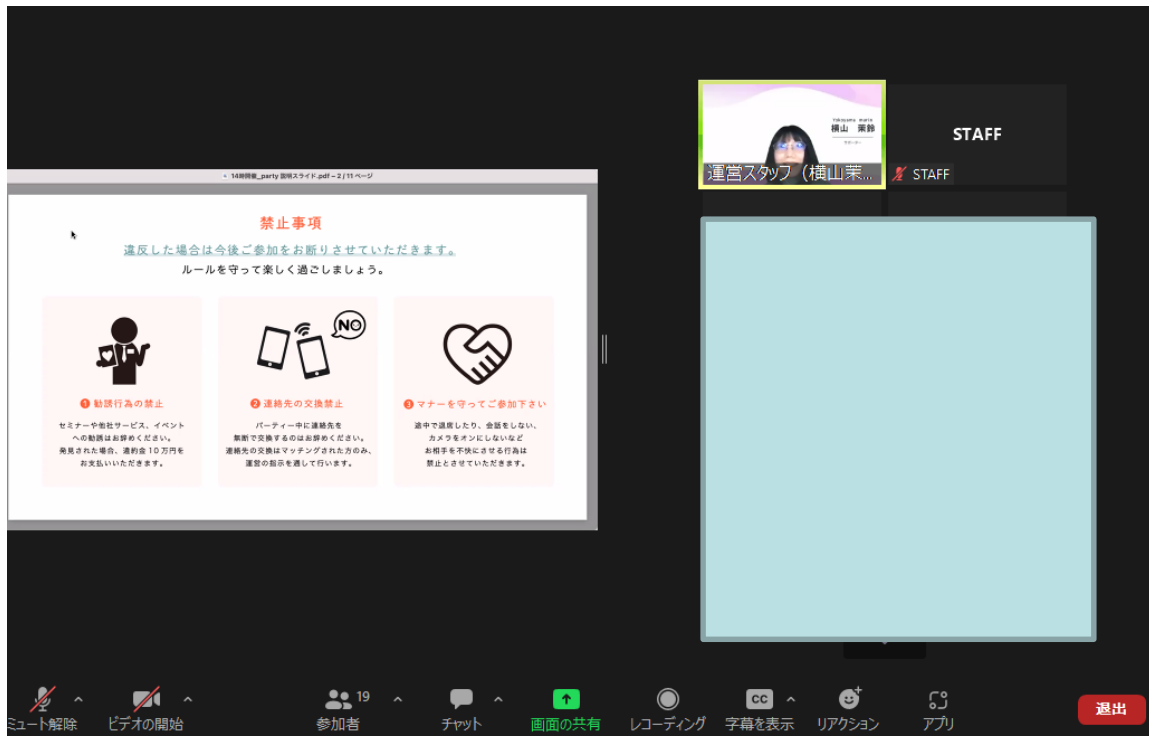 14時開催_party 説明スライド.pdf – 2 / 11 ページ
禁止事項
違反した場合は今後ご参加をお断りさせていただきます。
ルールを守って楽しく過ごしましょう。
NO
❶ 勧誘行為の禁止
セミナーや他社サービス、イベント
への勧誘はお辞めください。
発見された場合、違約金 10 万円を
お支払いいただきます。
❷ 連絡先の交換禁止
パーティー中に連絡先を
無断で交換するのはお辞めください。
連絡先の交換はマッチングされた方のみ、
運営の指示を通して行います。
❸ マナーを守ってご参加下さい
途中で退席したり、会話をしない、
カメラをオンにしないなど
お相手を不快にさせる行為は
禁止とさせていただきます。
Yokoyama marin
横山 茉鈴
サポーター
運営スタッフ（横山茉...
STAFF
STAFF
ミュート解除
ビデオの開始
19
参加者
チャット
画面の共有
レコーディング
CC
字幕を表示
リアクション
アプリ
退出